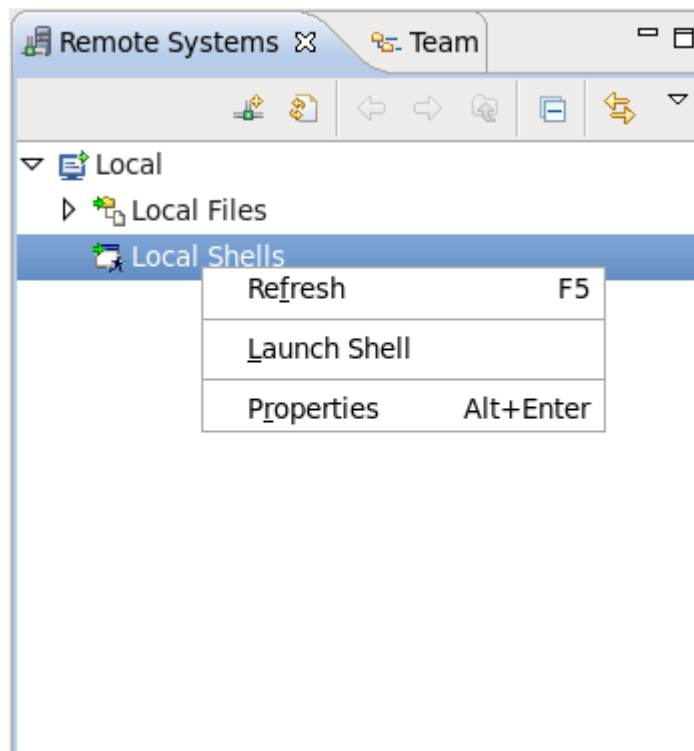 Remote Systems Team
Local
Local Files
Local Shells
Refresh F5
Launch Shell
Properties Alt+Enter